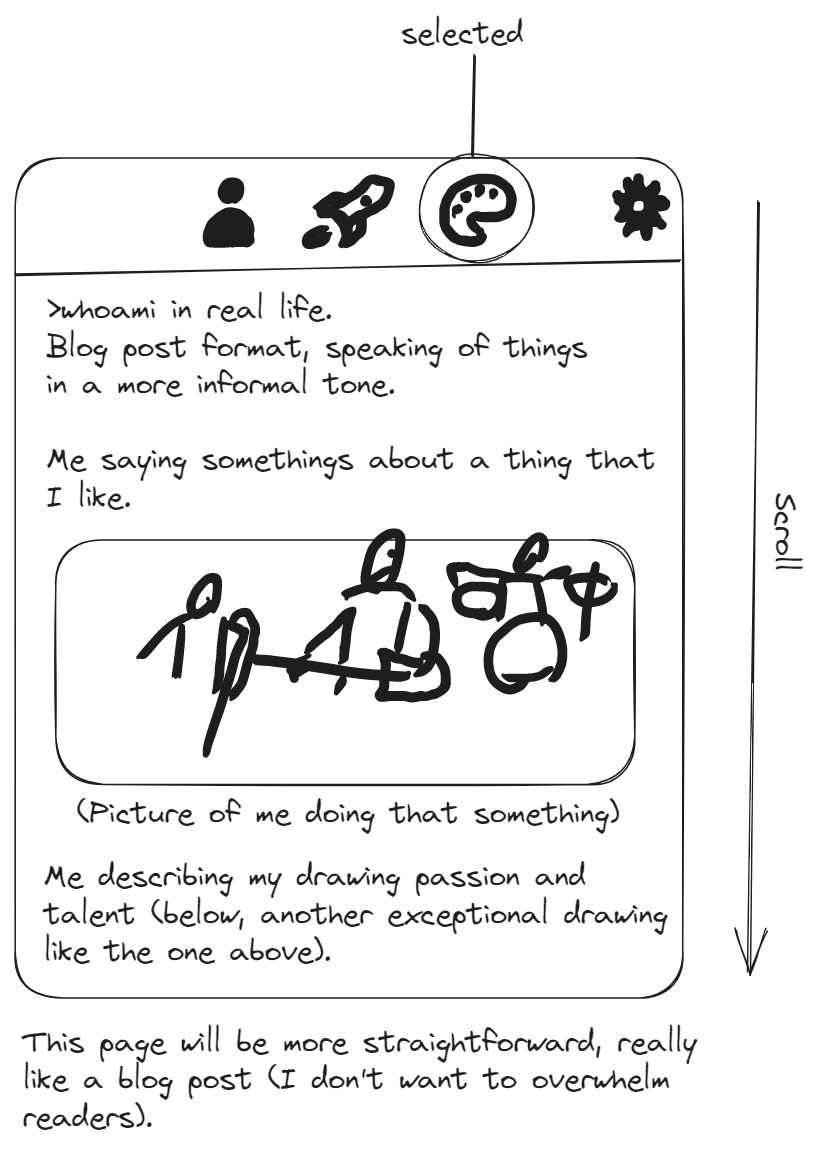 selected
>whoami in real life.
Blog post format, speaking of things
in a more informal tone.
Me saying somethings about a thing that
I like.
Scroll
(Picture of me doing that something)
Me describing my drawing passion and
talent (below, another exceptional drawing
like the one above).
This page will be more straightforward, really
like a blog post (I don't want to overwhelm
readers).